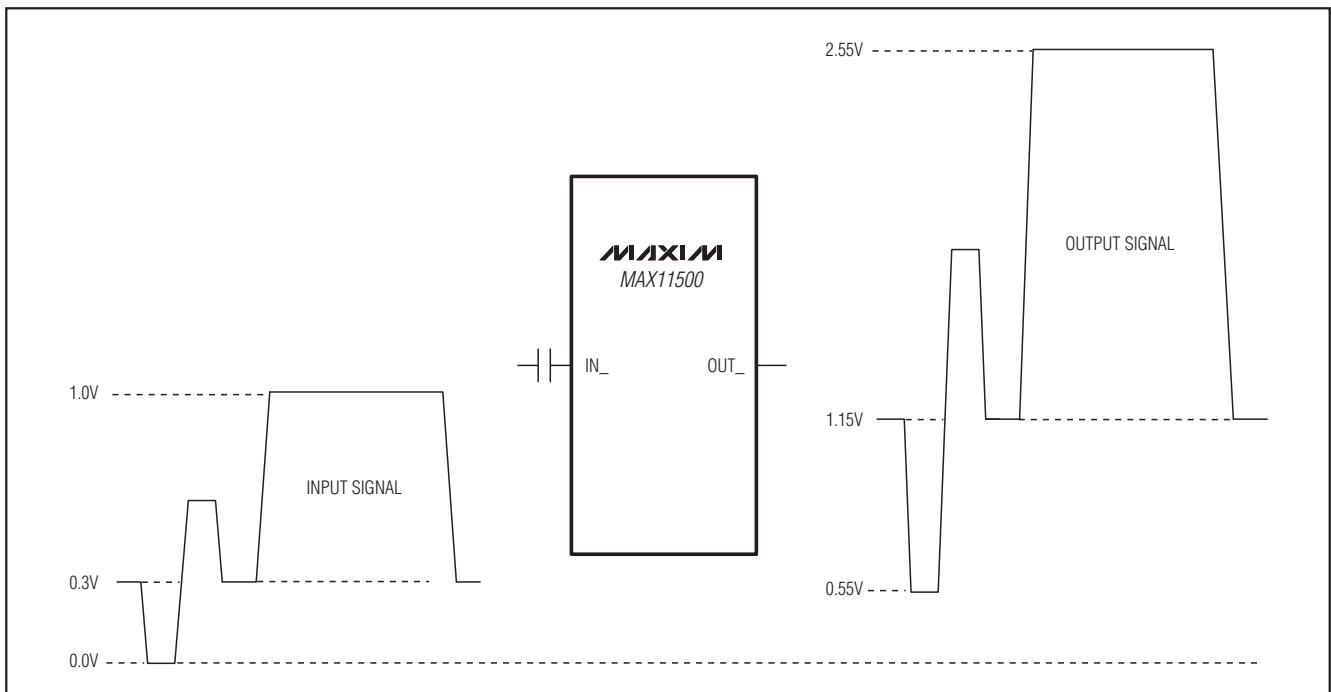 2.55V
OUTPUT SIGNAL
MAXIM
MAX11500
IN_
OUT_
1.0V
1.15V
INPUT SIGNAL
0.3V
0.55V
0.0V